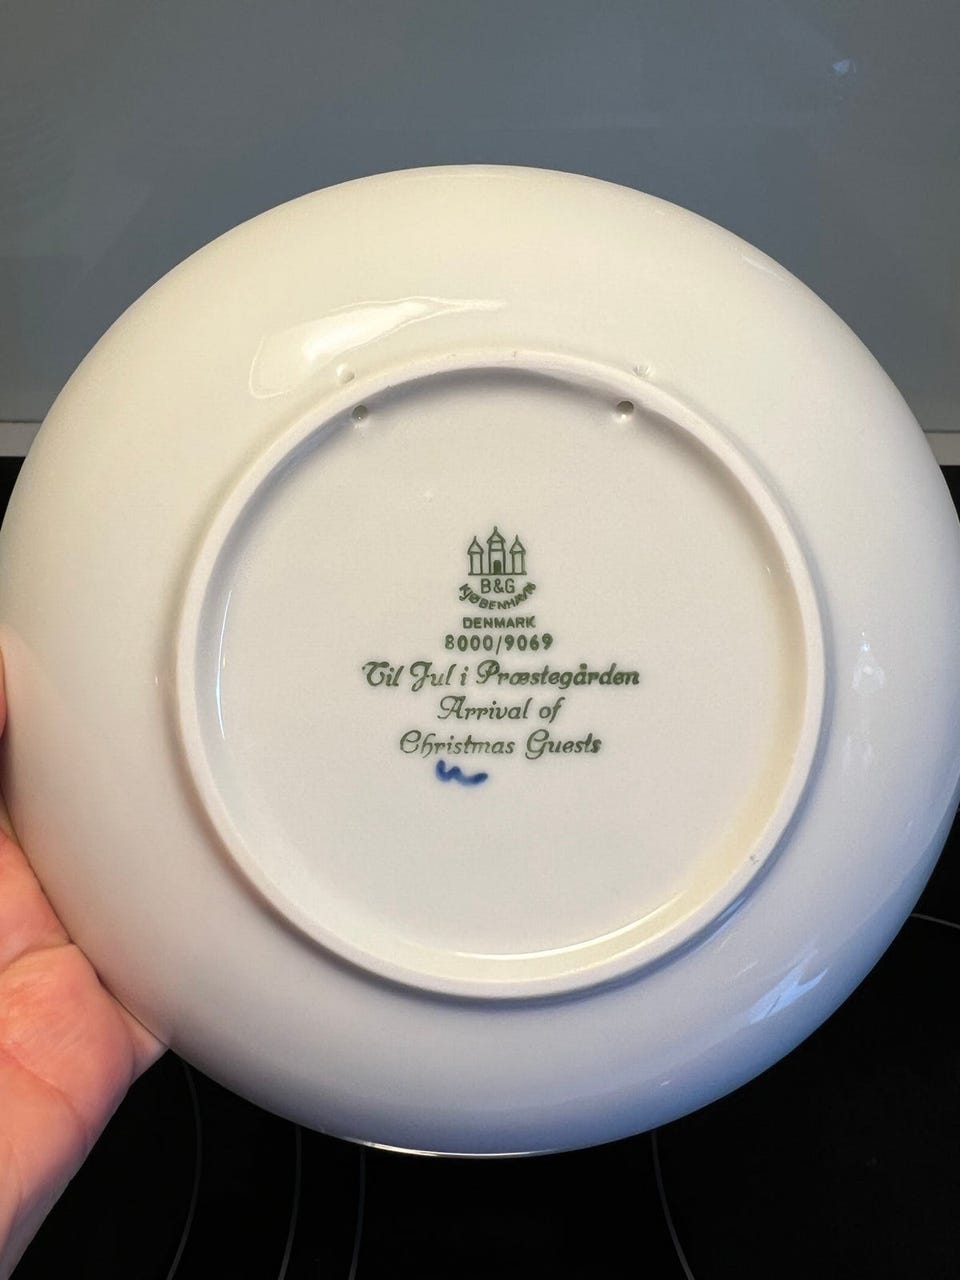 B&G
KJØBENHAVN
DENMARK
8000/9069
Til Jul i Præstegården
Arrival of
Christmas Guests